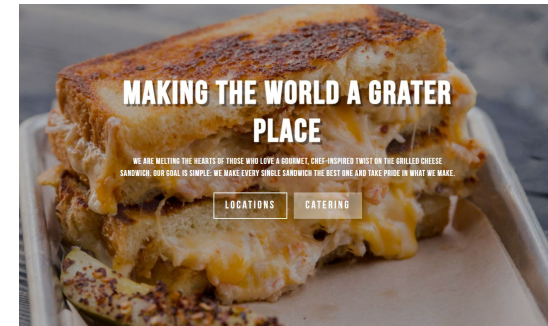 MAKING THE WORLD A GRATER
PLACE
WE ARE MELTING THE HEARTS OF THOSE WHO LOVE A GOURMET, CHEF-INSPIRED TWIST ON THE GRILLED CHEESE
SANDWICH. OUR GOAL IS SIMPLE: WE MAKE EVERY SINGLE SANDWICH THE BEST ONE AND TAKE PRIDE IN WHAT WE MAKE.
LOCATIONS
CATERING